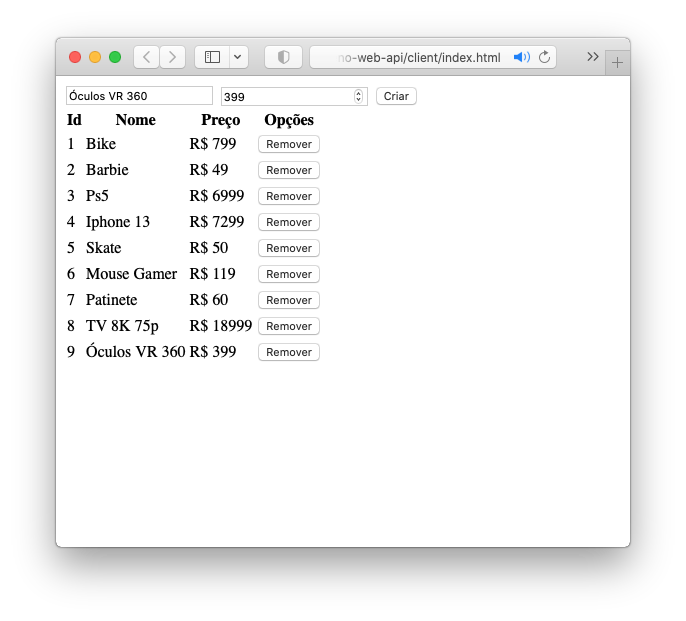 no-web-api/client/index.html
Óculos VR 360 399 Criar
Id Nome Preço Opções
1 Bike R$ 799 Remover
2 Barbie R$ 49 Remover
3 Ps5 R$ 6999 Remover
4 Iphone 13 R$ 7299 Remover
5 Skate R$ 50 Remover
6 Mouse Gamer R$ 119 Remover
7 Patinete R$ 60 Remover
8 TV 8K 75p R$ 18999 Remover
9 Óculos VR 360 R$ 399 Remover